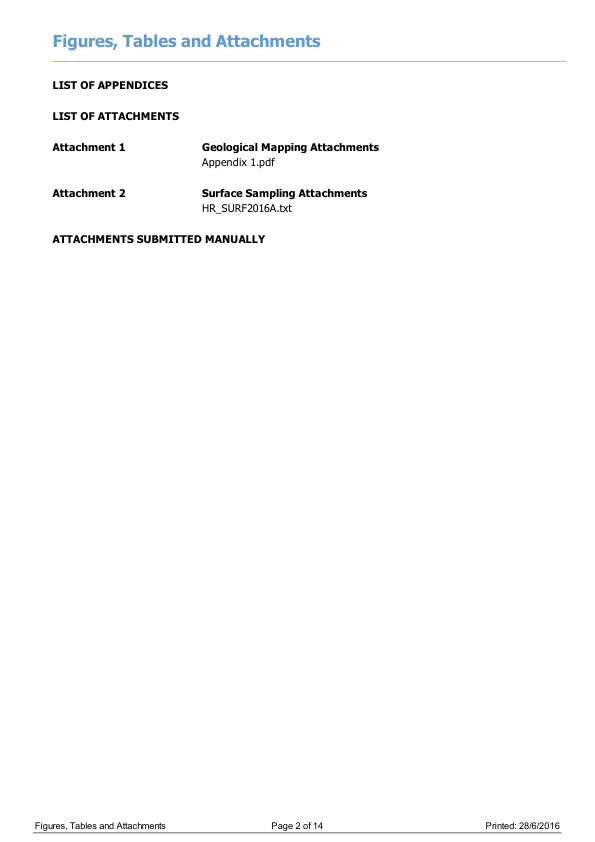 Figures, Tables and Attachments
LIST OF APPENDICES
LIST OF ATTACHMENTS
Attachment 1 Geological Mapping Attachments
Appendix 1.pdf
Attachment 2 Surface Sampling Attachments
HR_SURF2016A.txt
ATTACHMENTS SUBMITTED MANUALLY
Figures, Tables and Attachments Page 2 of 14 Printed: 28/6/2016